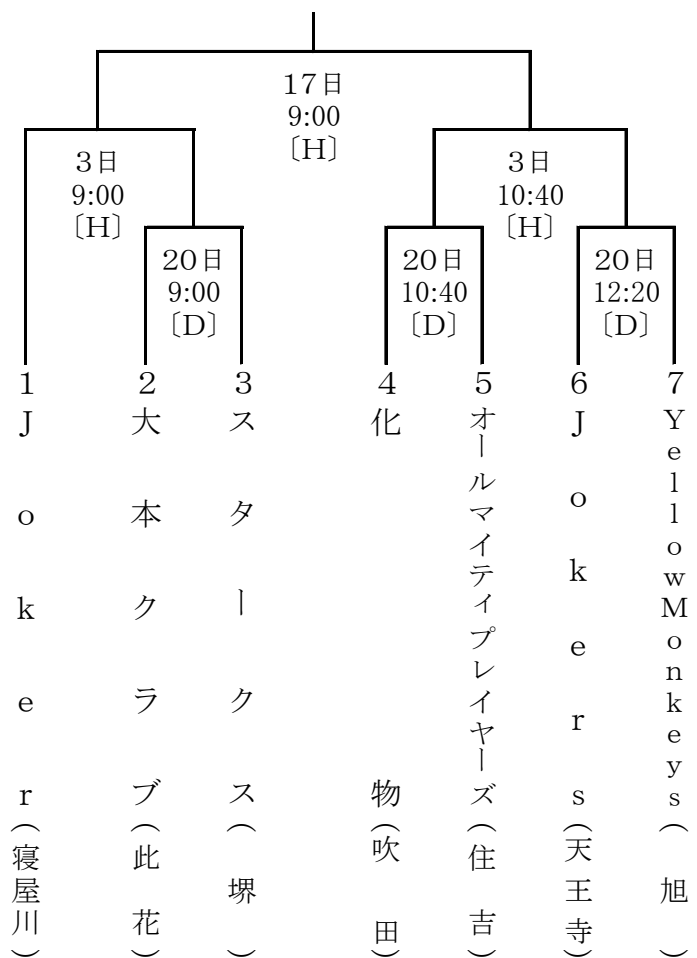 17日
9:00
〔H〕
3日
9:00
〔H〕
3日
10:40
〔H〕
20日
9:00
〔D〕
20日
10:40
〔D〕
20日
12:20
〔D〕
1
Joker（寝屋川）
2
大本クラブ（此花）
3
スタークス（堺）
4
化物（吹田）
5
オールマイティプレイヤーズ（住吉）
6
Jokers（天王寺）
7
YellowMonkeys（旭）